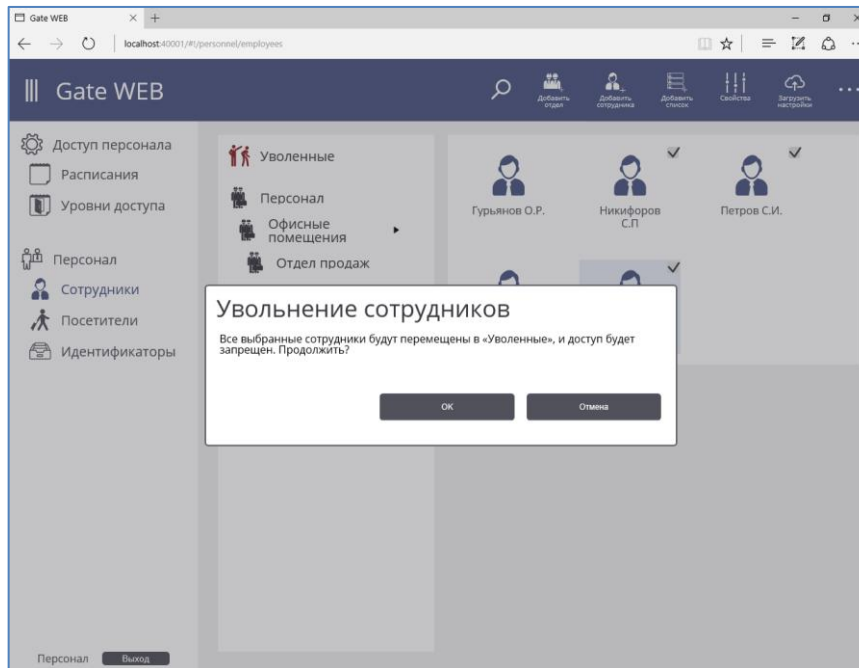 Gate WEB
localhost:40001/#!/personnel/employees
Gate WEB
Добавить отдел
Добавить сотрудника
Добавить список
Свойства
Загрузить настройки
Доступ персонала
Расписания
Уровни доступа
Персонал
Сотрудники
Посетители
Идентификаторы
Уволенные
Персонал
Офисные
помещения
Отдел продаж
Гурьянов О.Р.
Никифоров
С.П
Петров С.И.
Увольнение сотрудников
Все выбранные сотрудники будут перемещены в «Уволенные», и доступ будет
запрещен. Продолжить?
OK
Отмена
Персонал
Выход